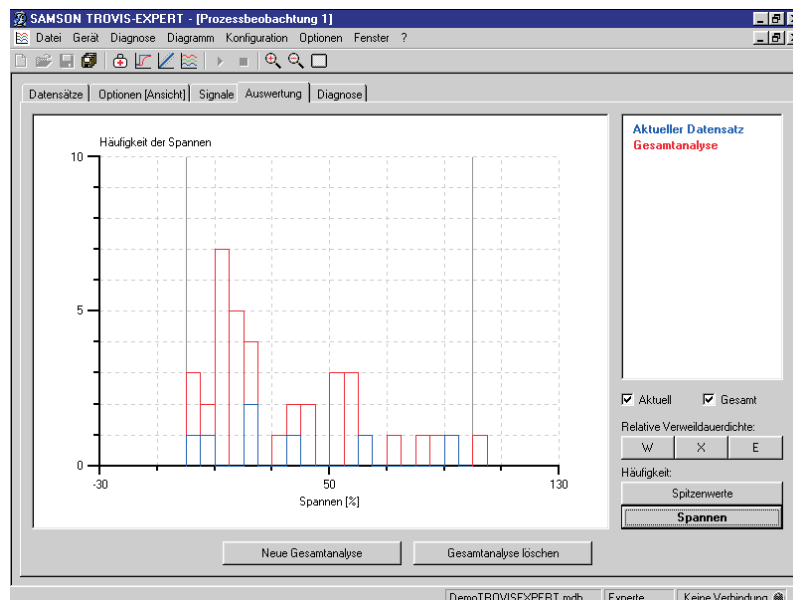 SAMSON TROVIS-EXPERT - [Prozessbeobachtung 1]
Datei Gerät Diagnose Diagramm Konfiguration Optionen Fenster ?
Datensätze Optionen (Ansicht) Signale Auswertung Diagnose
Häufigkeit der Spannen
10
5
0
-30 50 130
Spannen [%]
Neue Gesamtanalyse Gesamtanalyse löschen
Aktueller Datensatz
Gesamtanalyse
Aktuell Gesamt
Relative Verweildauerdichte:
W X E
Häufigkeit:
Spitzenwerte
Spannen
DemoTROVISEXPERT.mdb Experte Keine Verbindung